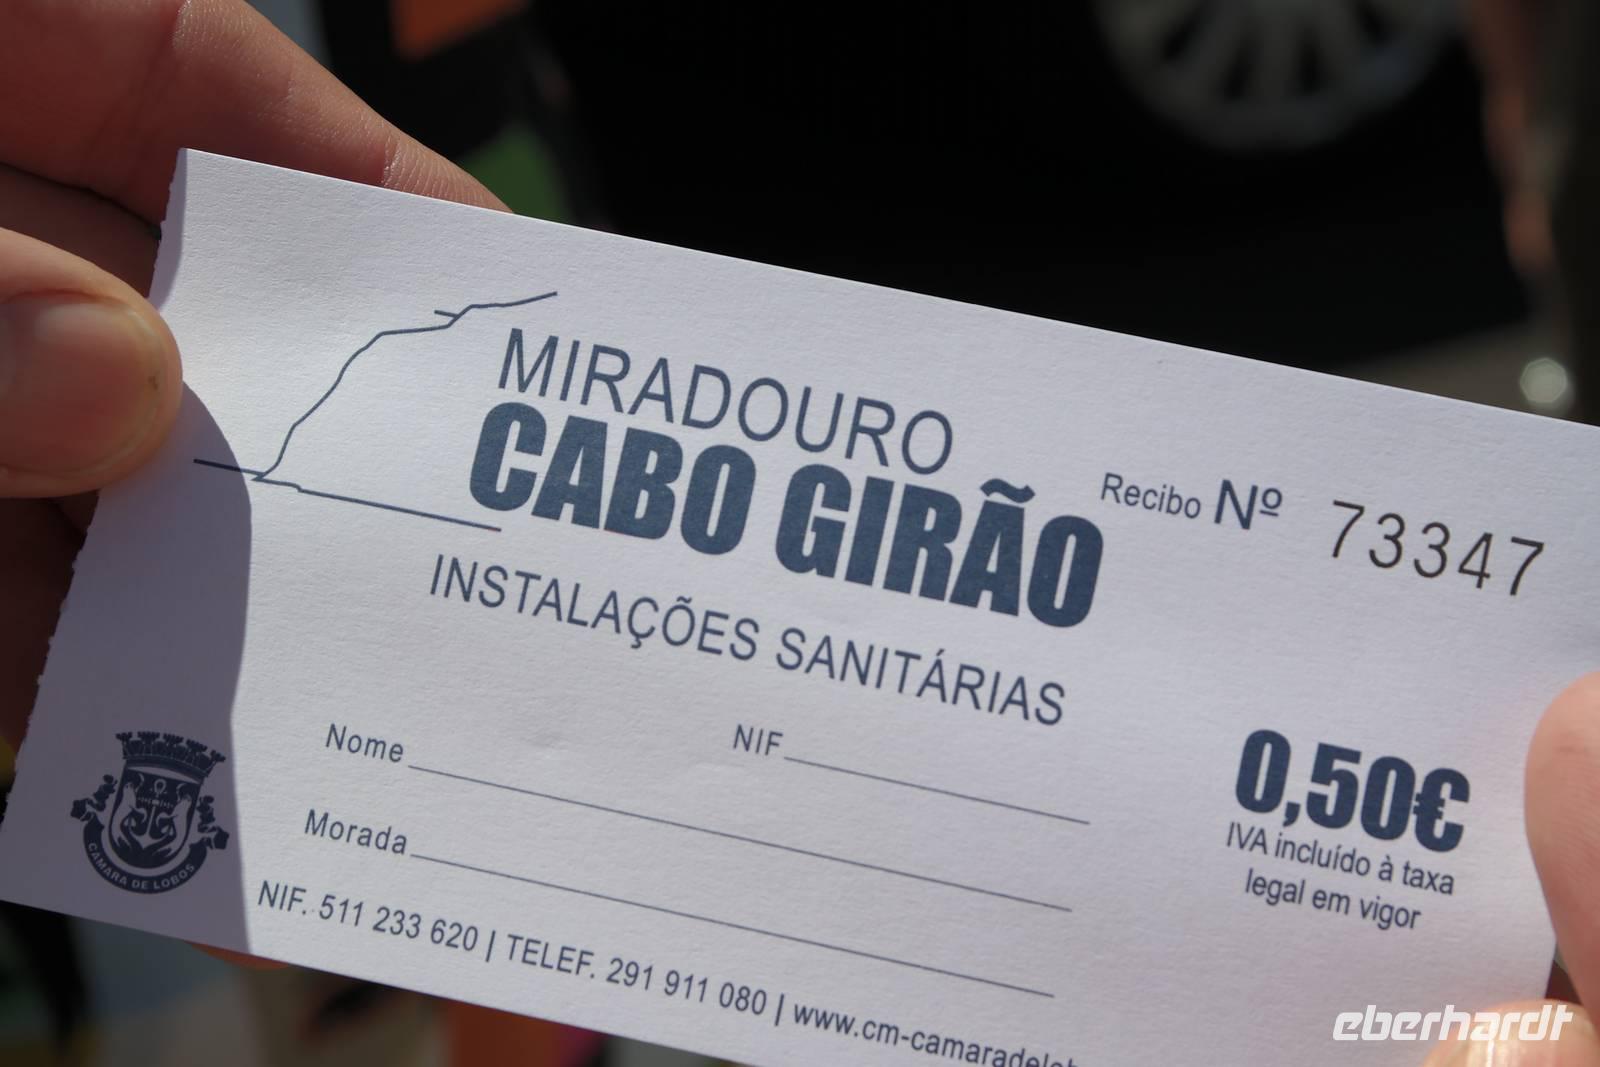 MIRADOURO
CABO GIRÃO
Recibo Nº 73347
INSTALAÇÕES SANITÁRIAS
Nome NIF
Morada
0,50€
IVA incluído à taxa
legal em vigor
CÂMARA DE LOBOS
NIF. 511 233 620 | TELEF. 291 911 080 | www.cm-camaradelob
eberhardt